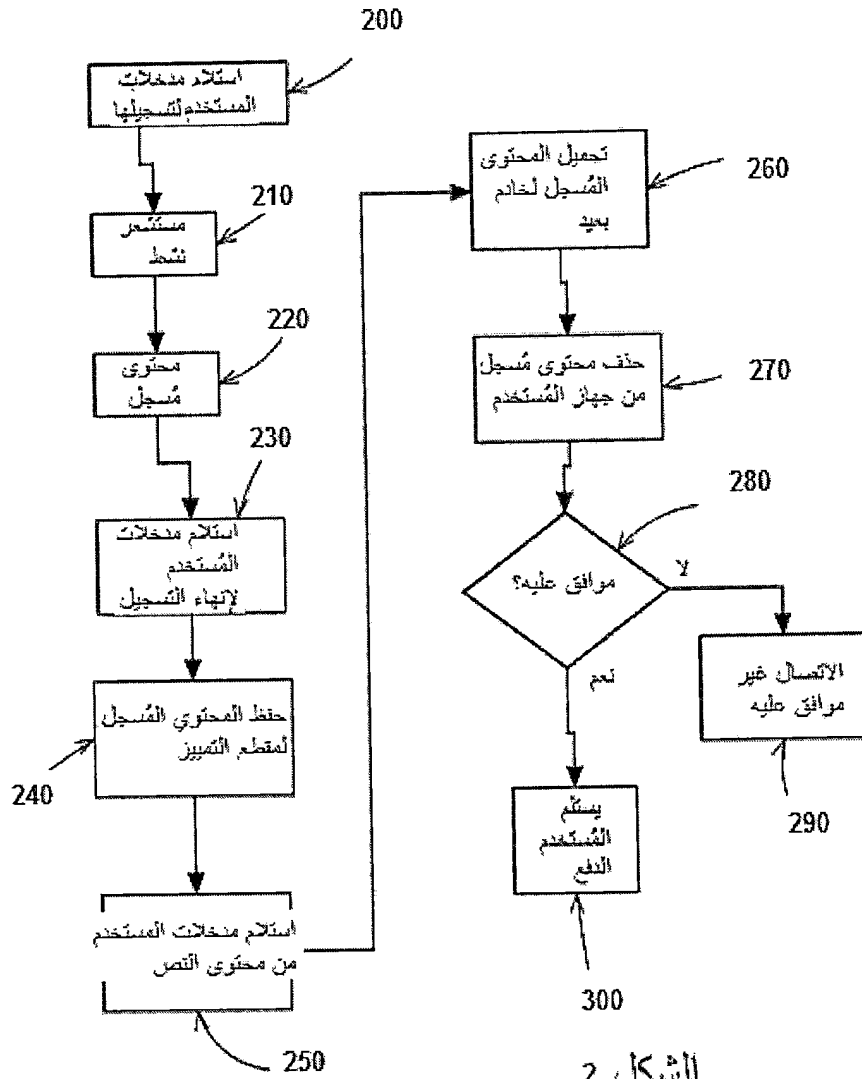 200
استلام مدخلات
المستخدم لتسجيلها
210
مستشعر
نشط
220
محتوى
مُسجل
230
استلام مدخلات
المُستخدم
لإنهاء التسجيل
حفظ المحتوي المُسجل
لمقطع التمييز
240
استلام مدخلات المستخدم
من محتوى النص
250
تحميل المحتوى
المُسجل لخادم
بعيد
260
حذف محتوى مُسجل
من جهاز المُستخدم
270
280
موافق عليه؟
لا
نعم
الاتصال غير
موافق عليه
290
يستلم
المُستخدم
الدفع
300
الشكل 2